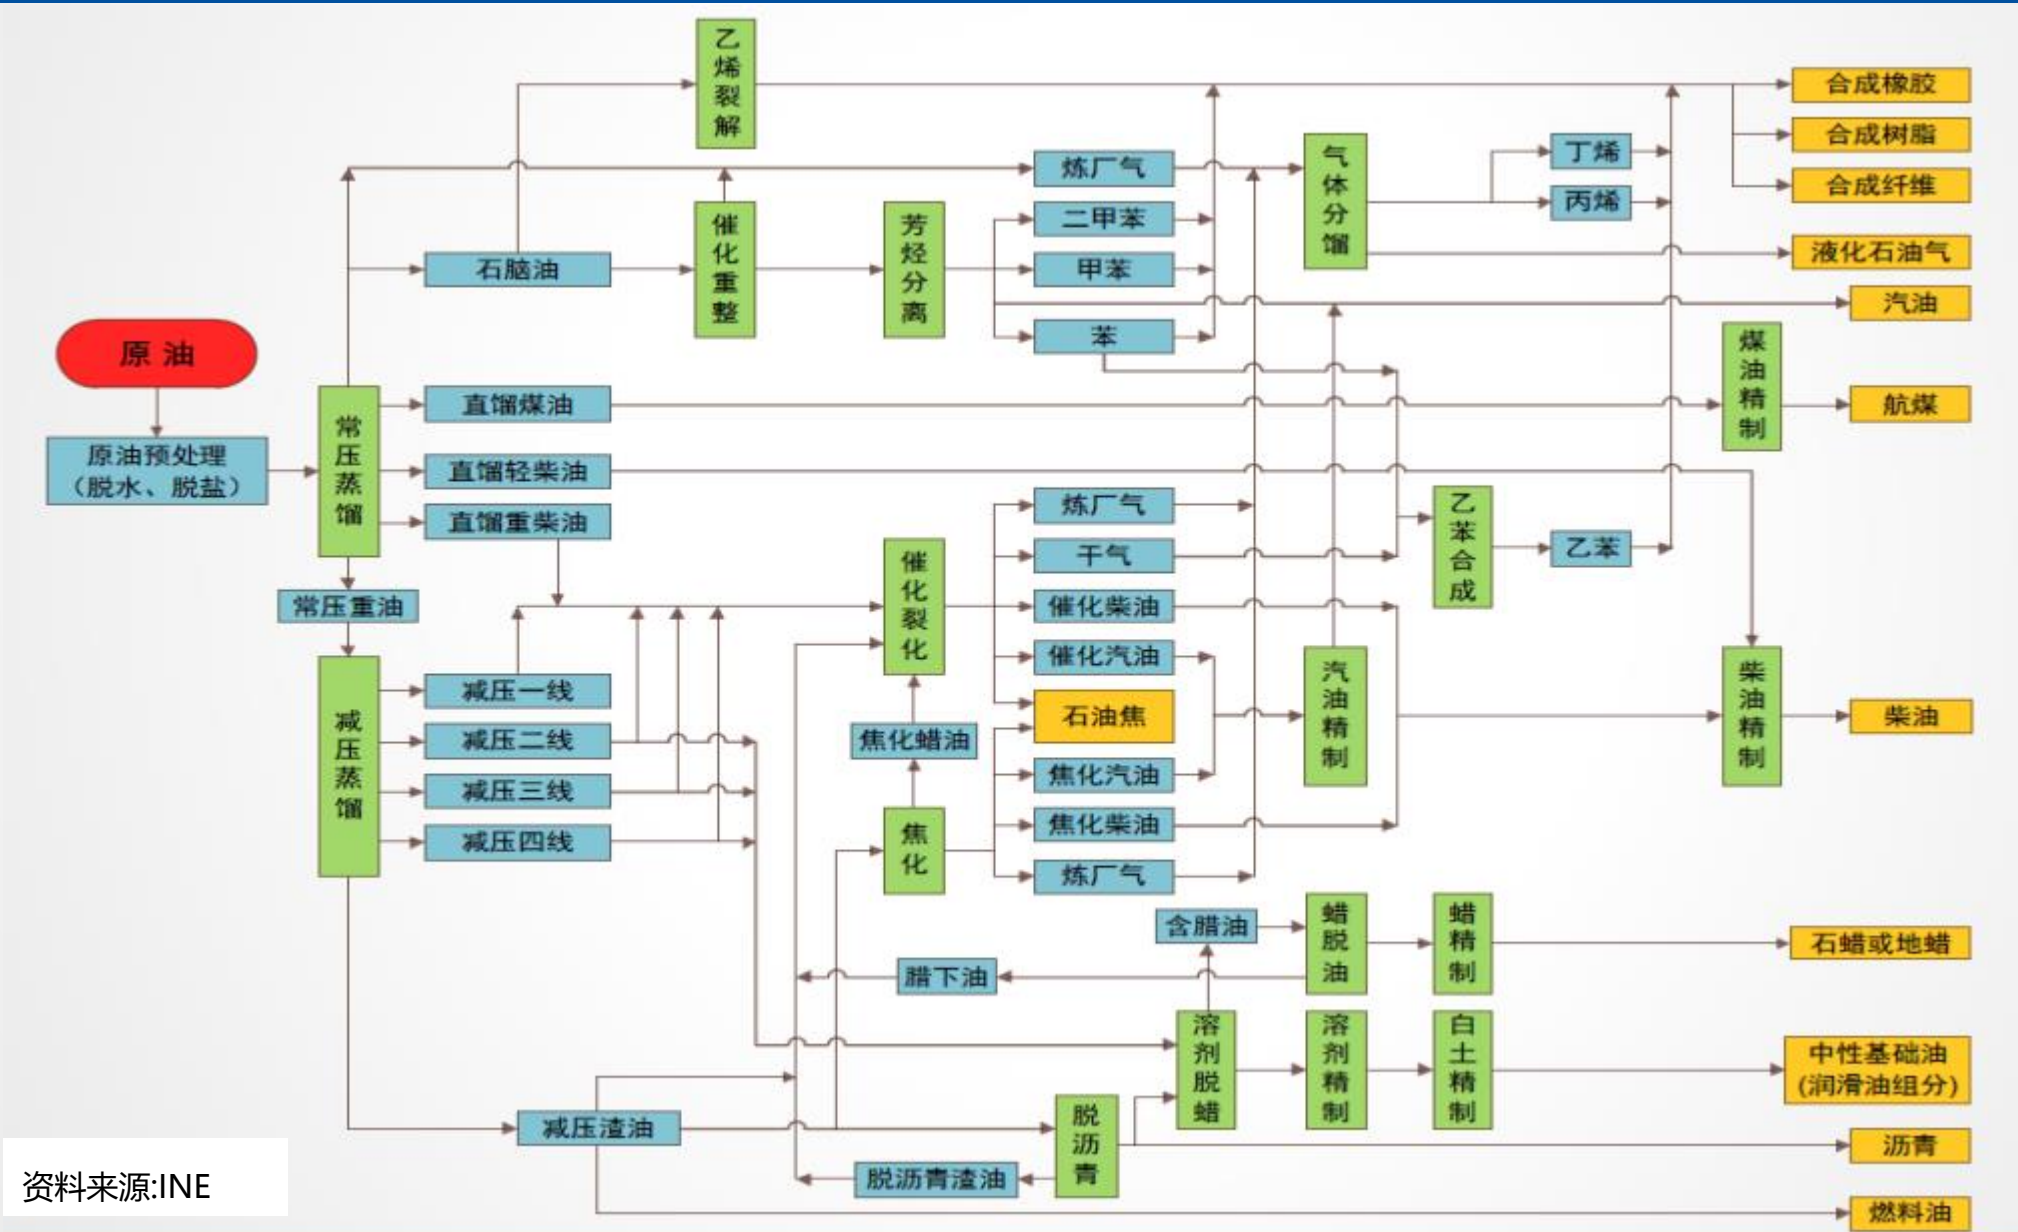 乙烯裂解
合成橡胶
合成树脂
合成纤维
炼厂气
气体分馏
丁烯
丙烯
二甲苯
催化重整
芳烃分离
石脑油
甲苯
液化石油气
汽油
苯
原油
煤油精制
直馏煤油
航煤
常压蒸馏
原油预处理
（脱水、脱盐）
直馏轻柴油
直馏重柴油
炼厂气
干气
乙苯合成
乙苯
催化裂化
常压重油
催化柴油
催化汽油
减压蒸馏
减压一线
石油焦
汽油精制
柴油精制
柴油
减压二线
焦化蜡油
焦化汽油
减压三线
焦化柴油
减压四线
焦化
炼厂气
含腊油
蜡脱油
蜡精制
石蜡或地蜡
腊下油
溶剂脱蜡
溶剂精制
白土精制
中性基础油
(润滑油组分)
减压渣油
脱沥青
沥青
脱沥青渣油
燃料油
资料来源:INE